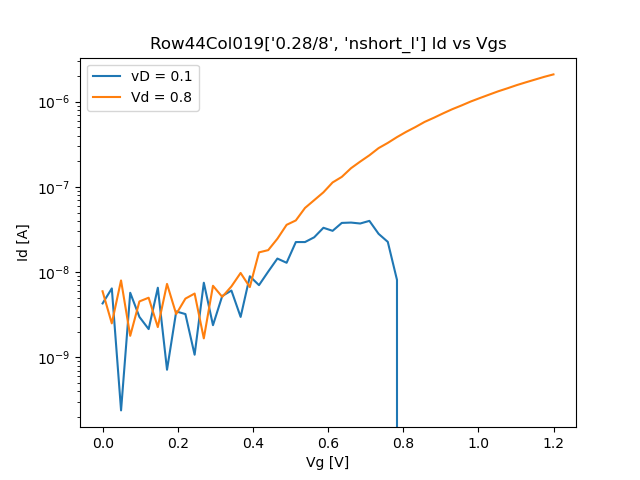 Row44Col019['0.28/8', 'nshort_l'] Id vs Vgs
vD = 0.1
Vd = 0.8
Id [A]
10⁻⁶
10⁻⁷
10⁻⁸
10⁻⁹
0.0 0.2 0.4 0.6 0.8 1.0 1.2
Vg [V]